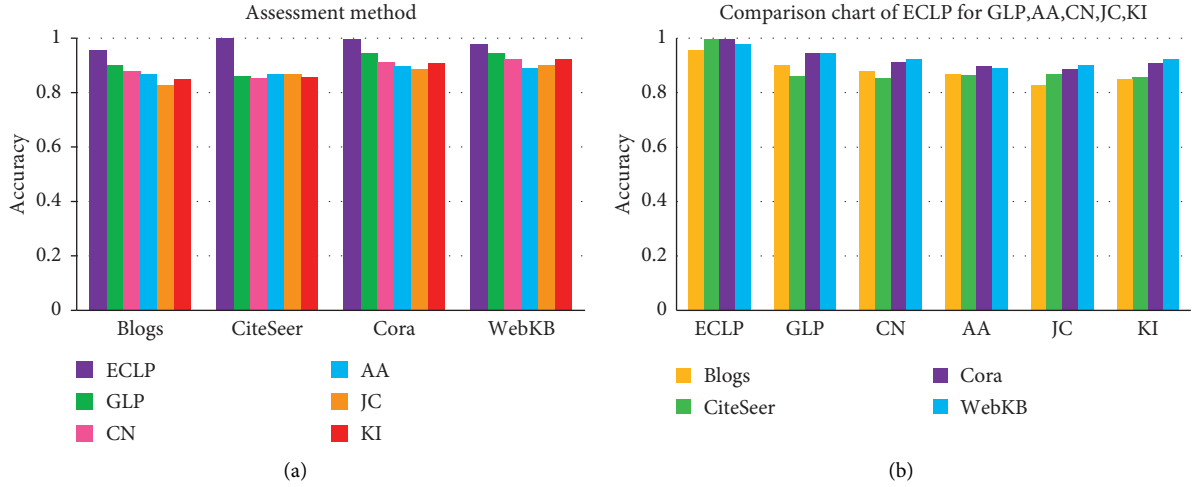 Assessment method
1
0.8
0.6
0.4
0.2
0
Accuracy
Blogs CiteSeer Cora WebKB
ECLP AA
GLP JC
CN KI
(a)
Comparison chart of ECLP for GLP,AA,CN,JC,KI
1
0.8
0.6
0.4
0.2
0
Accuracy
ECLP GLP CN AA JC KI
Blogs Cora
CiteSeer WebKB
(b)